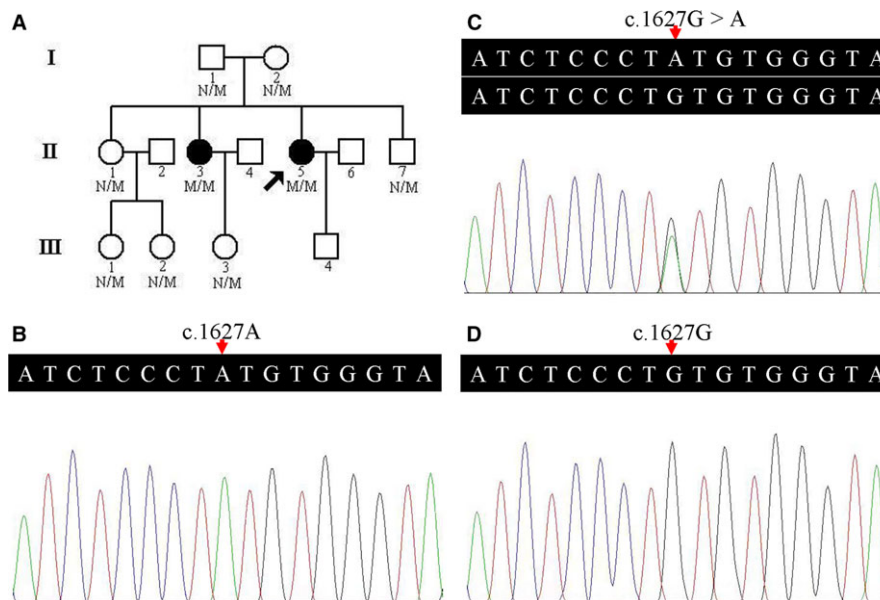 A
I
1 2
N/M N/M
II
1 2 3 4 5 6 7
N/M M/M M/M N/M
III
1 2 3 4
N/M N/M N/M
B
c.1627A
A T C T C C C T A T G T G G G T A
C
c.1627G > A
A T C T C C C T A T G T G G G T A
A T C T C C C T G T G T G G G T A
D
c.1627G
A T C T C C C T G T G T G G G T A